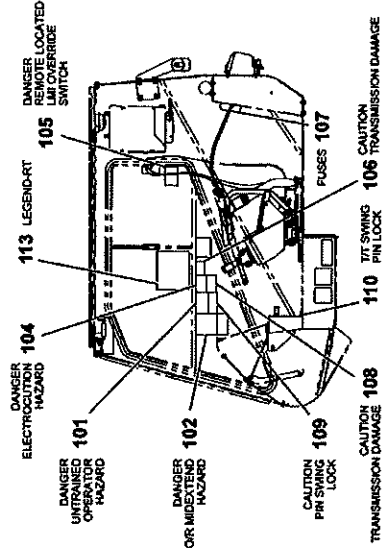 DANGER
ELECTROCUTION
HAZARD
104
113
LEGEND-RT
105
DANGER
REMOTE LOCATED
LMI OVERRIDE
SWITCH
DANGER
UNTRAINED
OPERATOR
HAZARD
101
DANGER
O/R MIDEXTEND
HAZARD
102
CAUTION
PIN SWING
LOCK
109
CAUTION
TRANSMISSION DAMAGE
108
110
T/T SWING
PIN LOCK
106
CAUTION
TRANSMISSION DAMAGE
FUSES
107